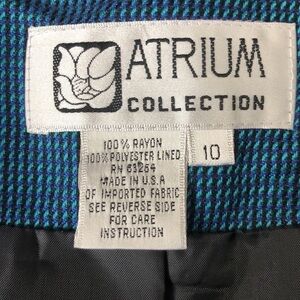 ATRIUM
COLLECTION
100% RAYON
100% POLYESTER LINED
RN 63264
MADE IN U.S.A
OF IMPORTED FABRIC
SEE REVERSE SIDE
FOR CARE
INSTRUCTION
10